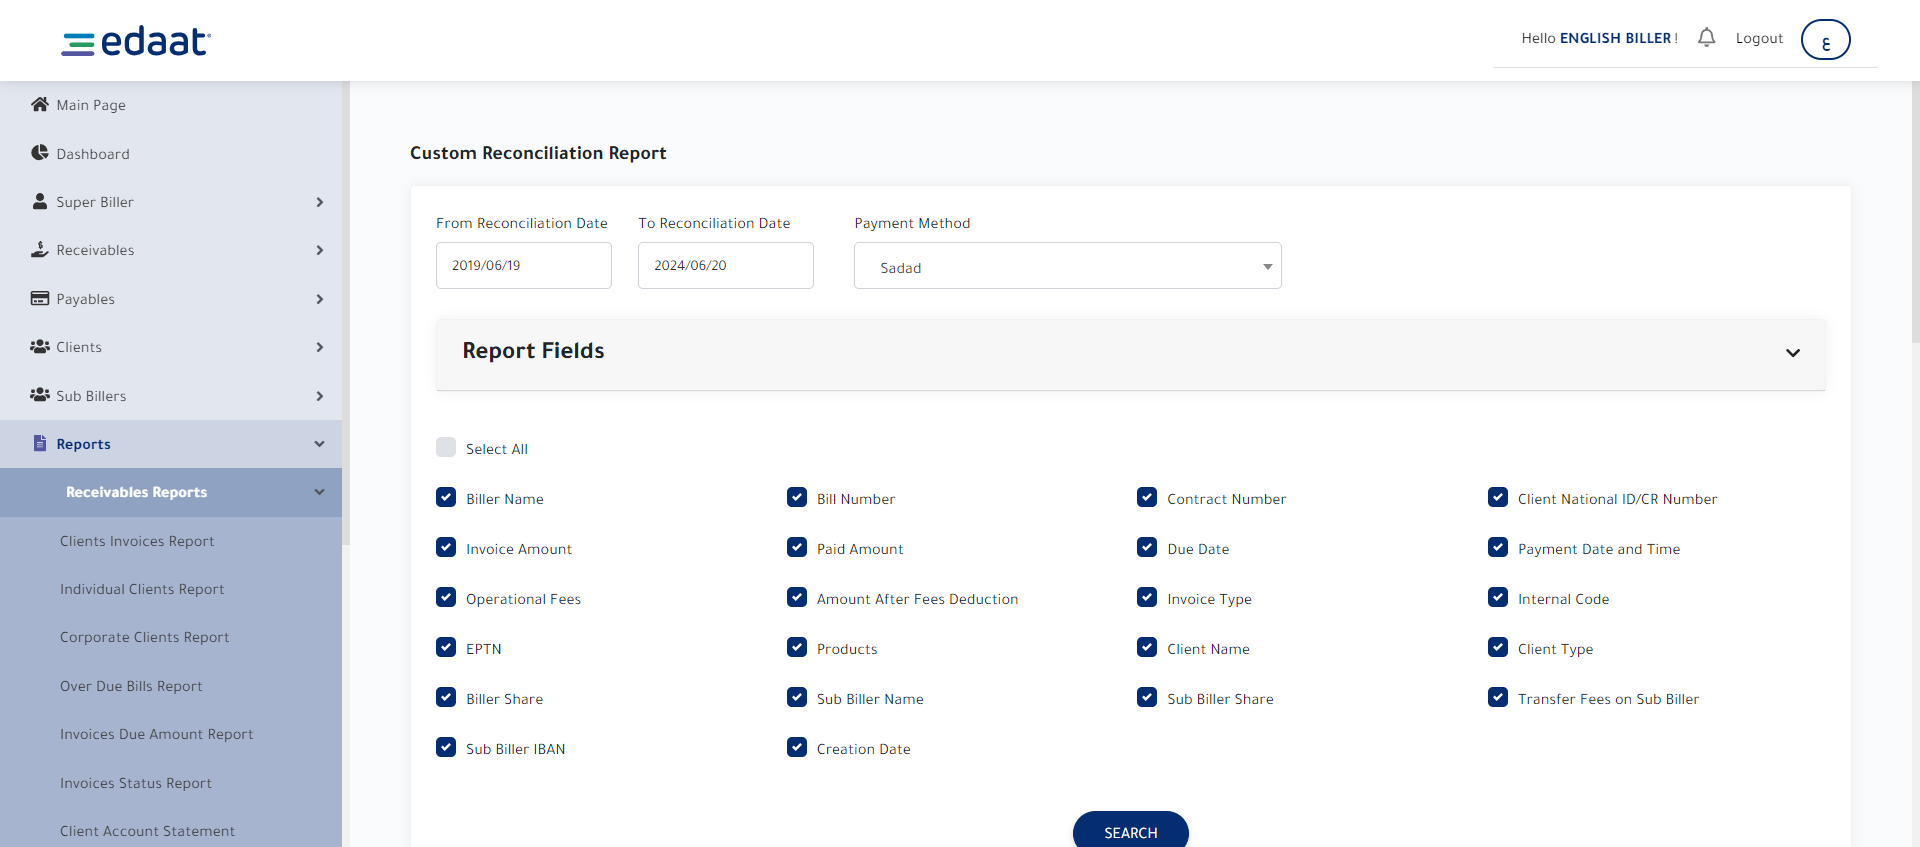 edaat
Hello ENGLISH BILLER !
Logout
ع
Main Page
Dashboard
Super Biller
Receivables
Payables
Clients
Sub Billers
Reports
Receivables Reports
Clients Invoices Report
Individual Clients Report
Corporate Clients Report
Over Due Bills Report
Invoices Due Amount Report
Invoices Status Report
Client Account Statement
Custom Reconciliation Report
From Reconciliation Date To Reconciliation Date Payment Method
2019/06/19 2024/06/20 Sadad
Report Fields
Select All
Biller Name Bill Number Contract Number Client National ID/CR Number
Invoice Amount Paid Amount Due Date Payment Date and Time
Operational Fees Amount After Fees Deduction Invoice Type Internal Code
EPTN Products Client Name Client Type
Biller Share Sub Biller Name Sub Biller Share Transfer Fees on Sub Biller
Sub Biller IBAN Creation Date
SEARCH